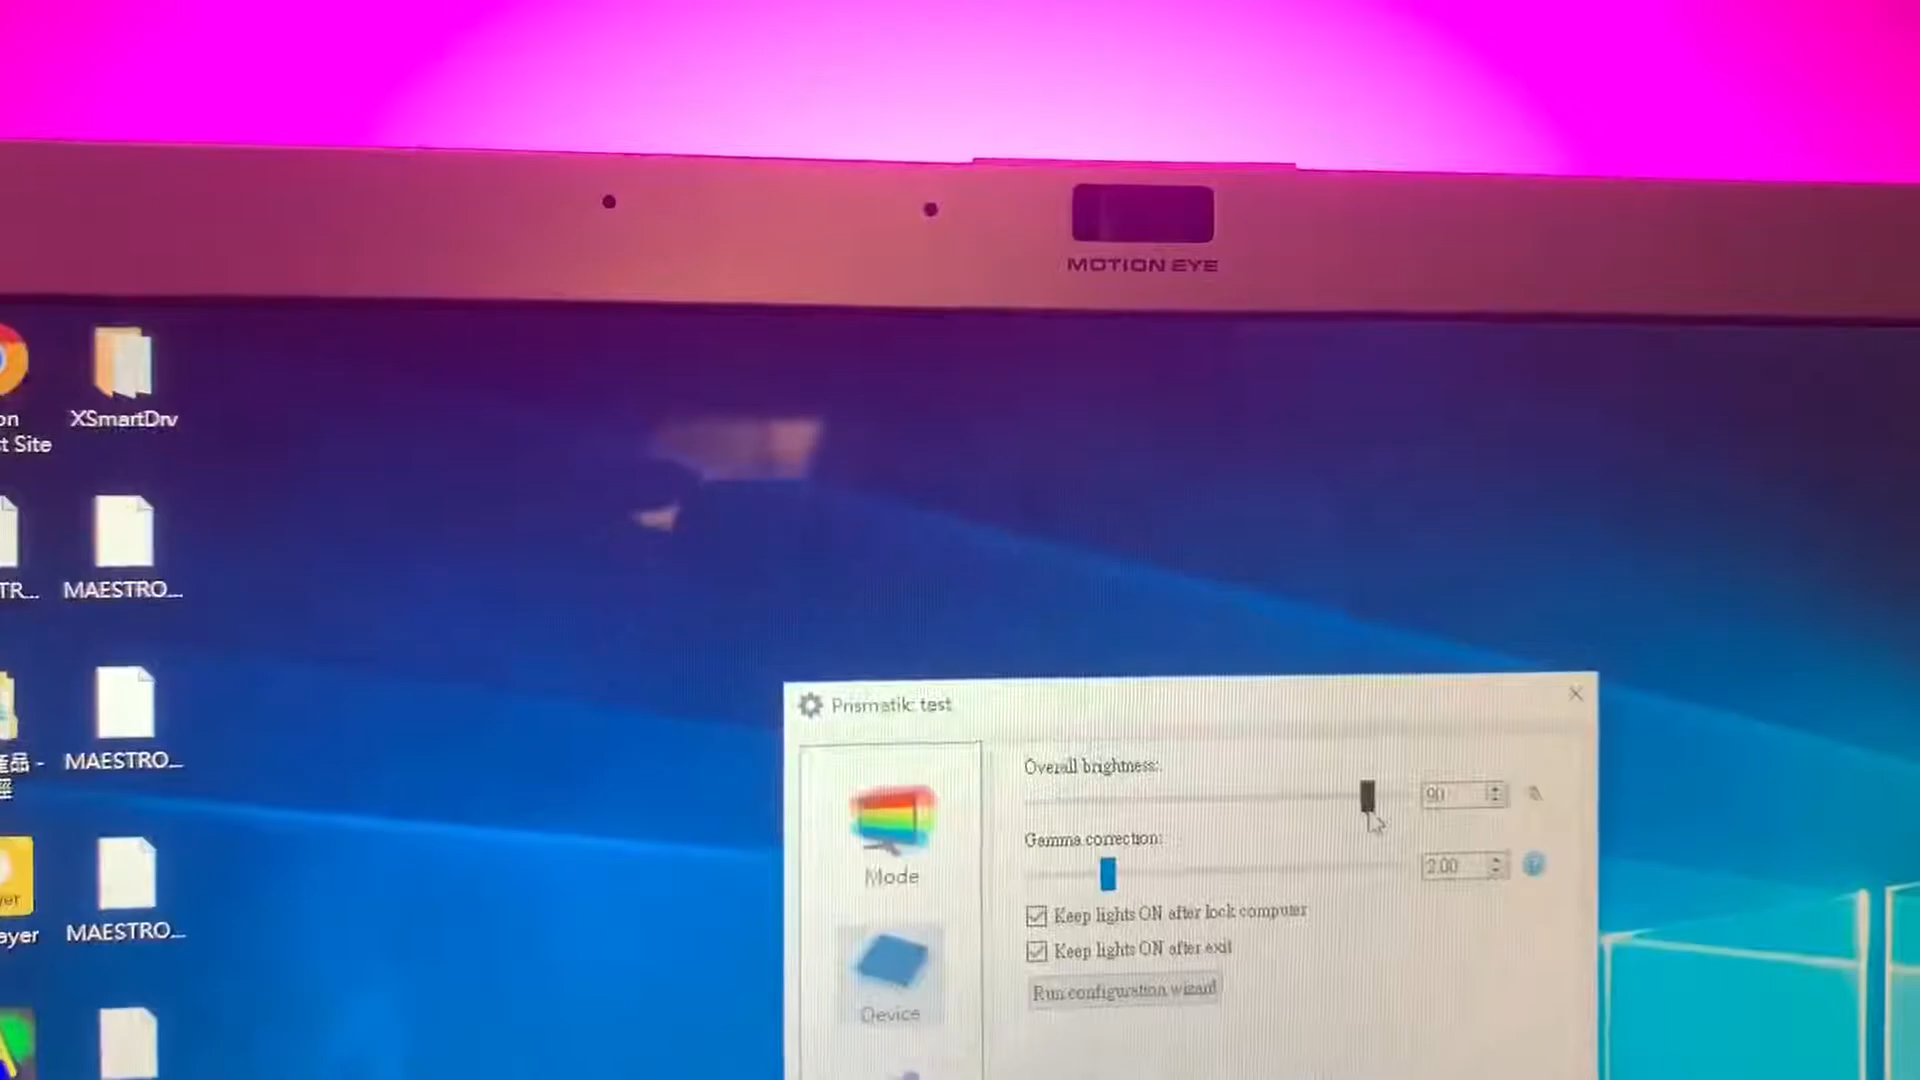 MOTION EYE
on
t Site
XSmartDrv
TR...
MAESTRO...
產品 -
MAESTRO...
yer
ayer
MAESTRO...
Prismatik: test
Overall brightness:
90
Gamma correction:
2.00
Keep lights ON after lock computer
Keep lights ON after exit
Run configuration wizard
Mode
Device